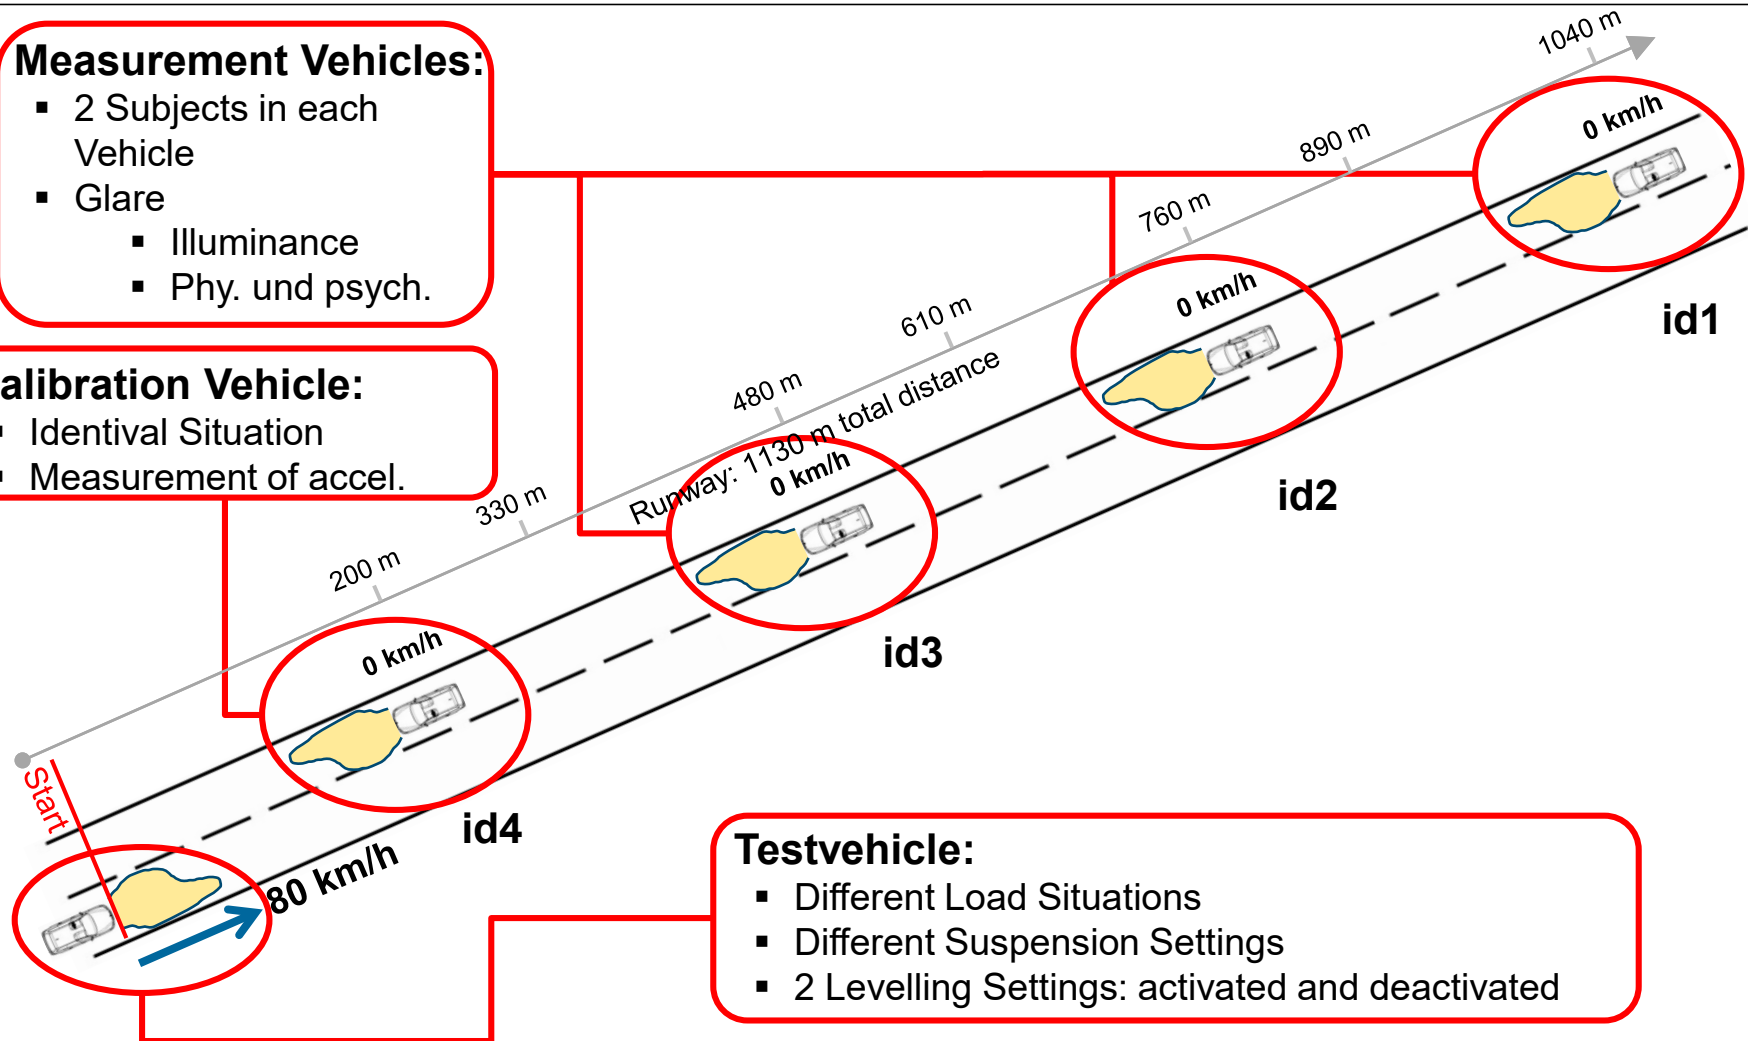 Measurement Vehicles:
▪ 2 Subjects in each
Vehicle
▪ Glare
▪ Illuminance
▪ Phy. und psych.
alibration Vehicle:
▪ Identival Situation
▪ Measurement of accel.
1040 m
890 m
760 m
610 m
480 m
330 m
200 m
Runway: 1130 m total distance
0 km/h
id1
0 km/h
id2
0 km/h
id3
0 km/h
id4
Start
80 km/h
Testvehicle:
▪ Different Load Situations
▪ Different Suspension Settings
▪ 2 Levelling Settings: activated and deactivated